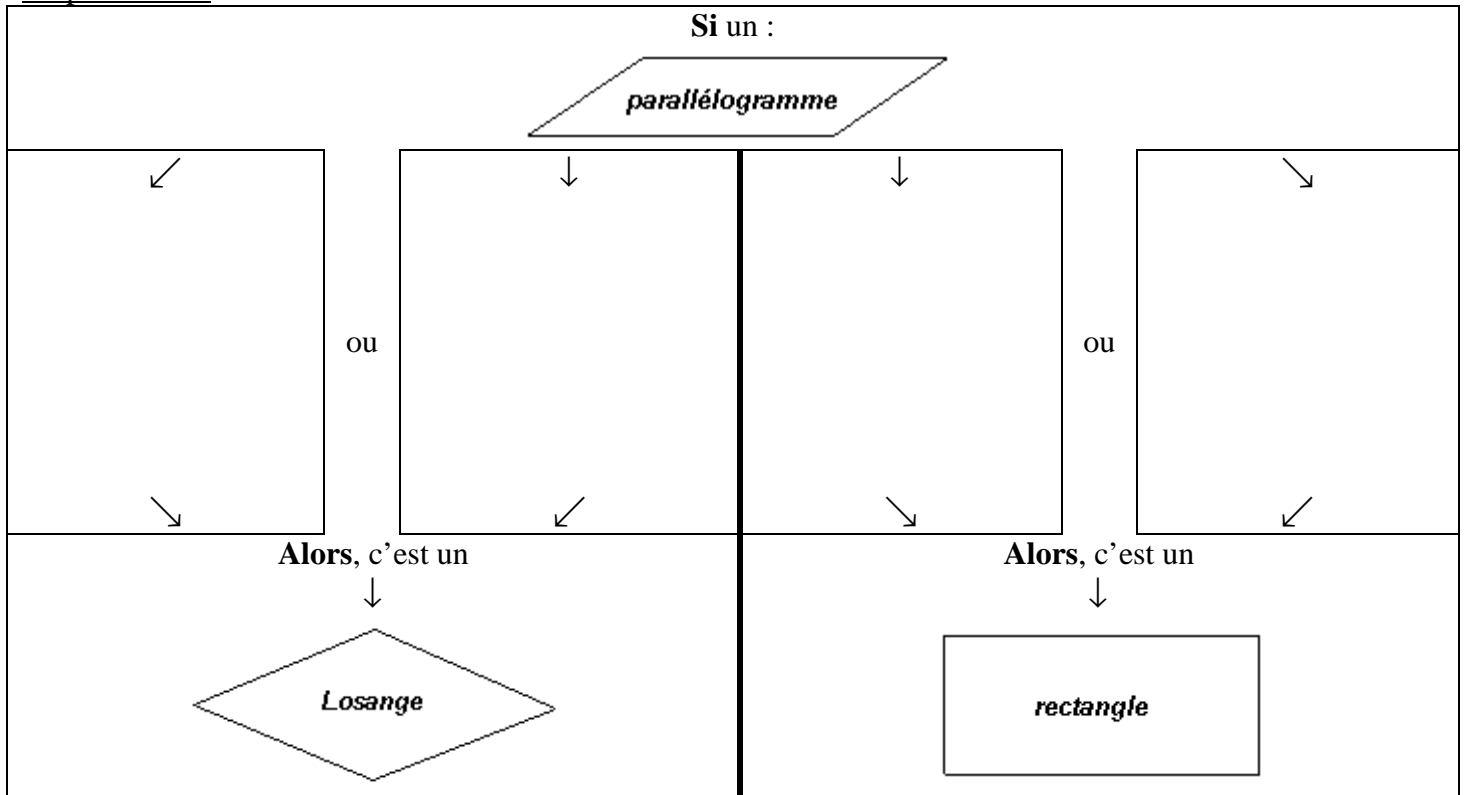 Si un :
parallélogramme
ou
ou
Alors, c’est un
Alors, c’est un
Losange
rectangle